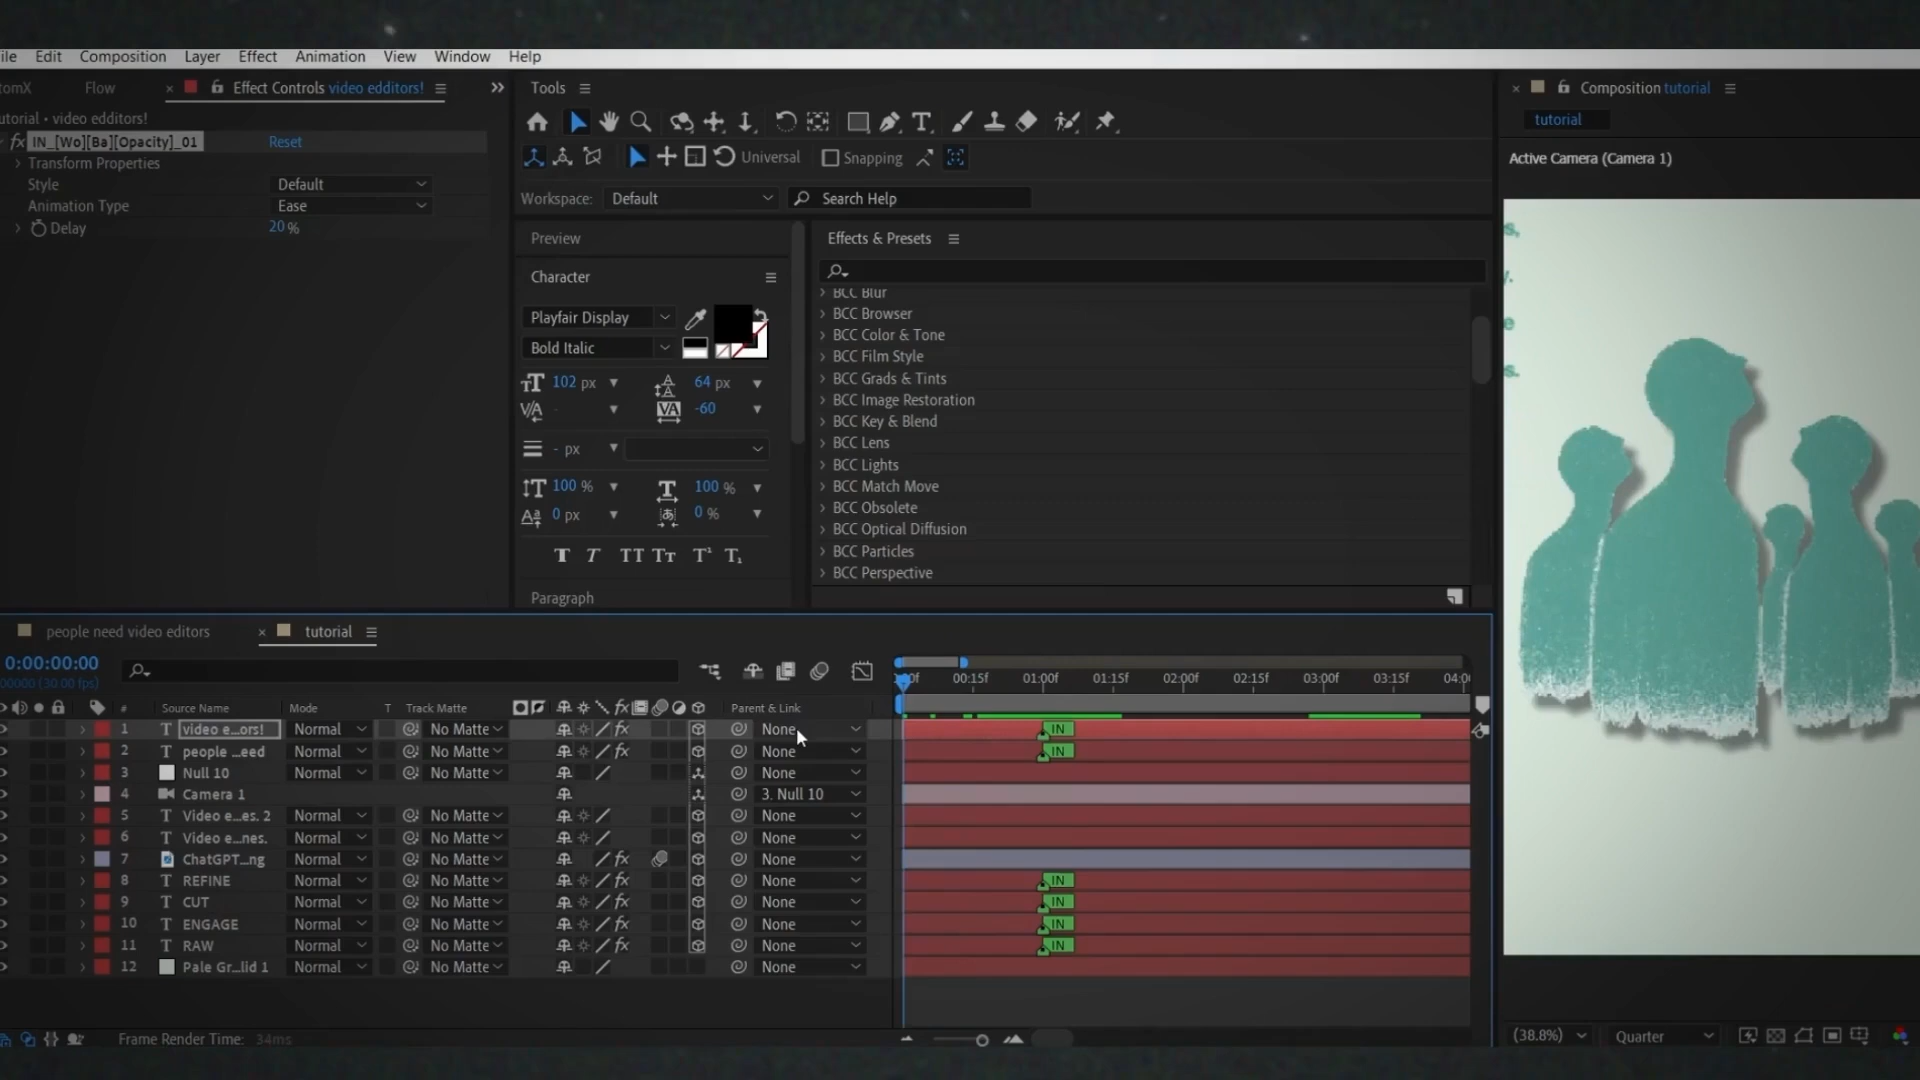 ile Edit Composition Layer Effect Animation View Window Help
tomX Flow × Effect Controls video edditors!
utorial • video edditors!
fx IN_[Wo][Ba][Opacity]_01 Reset
Transform Properties
Style Default
Animation Type Ease
Delay 20 %
Tools
Universal Snapping
Workspace: Default Search Help
Preview
Character
Playfair Display
Bold Italic
102 px 64 px
-60
- px
100 % 100 %
0 px 0 %
Paragraph
Effects & Presets
BCC Blur
BCC Browser
BCC Color & Tone
BCC Film Style
BCC Grads & Tints
BCC Image Restoration
BCC Key & Blend
BCC Lens
BCC Lights
BCC Match Move
BCC Obsolete
BCC Optical Diffusion
BCC Particles
BCC Perspective
× Composition tutorial
tutorial
Active Camera (Camera 1)
s.
y.
e
s.
(38.8%) Quarter
people need video editors × tutorial
0:00:00:00
00000 (30.00 fps)
:00f 00:15f 01:00f 01:15f 02:00f 02:15f 03:00f 03:15f 04:0(
# Source Name Mode T Track Matte Parent & Link
1 T video e...ors! Normal No Matte None IN
2 T people ...eed Normal No Matte None IN
3 Null 10 Normal No Matte None
4 Camera 1 3. Null 10
5 T Video e...es. 2 Normal No Matte None
6 T Video e...nes. Normal No Matte None
7 ChatGPT...ng Normal No Matte None
8 T REFINE Normal No Matte None IN
9 T CUT Normal No Matte None IN
10 T ENGAGE Normal No Matte None IN
11 T RAW Normal No Matte None IN
12 Pale Gr...lid 1 Normal No Matte None
Frame Render Time: 34ms